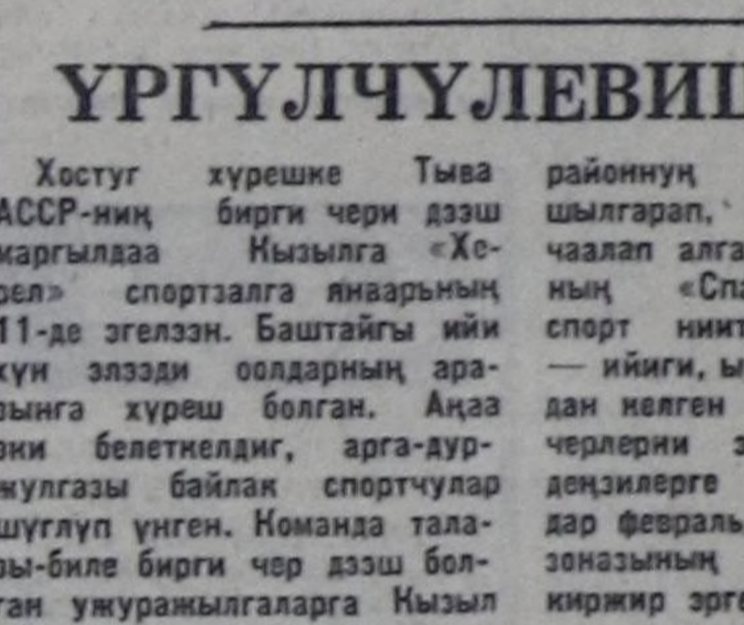 ҮРГҮЛЧҮЛЕВИШ
Хостуг хүрешке Тыва
АССР-ниң бирги чери дээш
маргылдаа Кызылга «Хе-
рел» спортзалга январьның
11-де эгелээн. Баштайгы ийи
хүн элээди оолдарның ара-
зынга хүреш болган. Аңаа
эки белеткелдиг, арга-дур-
жулгазы байлак спортчулар
шүглүп үнген. Команда тала-
зы-биле бирги чер дээш бол-
ган ужуражылгаларга Кызыл
районнуң
шылгарап,
чаалап алга
ның «Спа
спорт ниит
— ийиги, ы
дан келген
черлерни э
деңзилерге
дар февраль
зоназының
киржир эрге